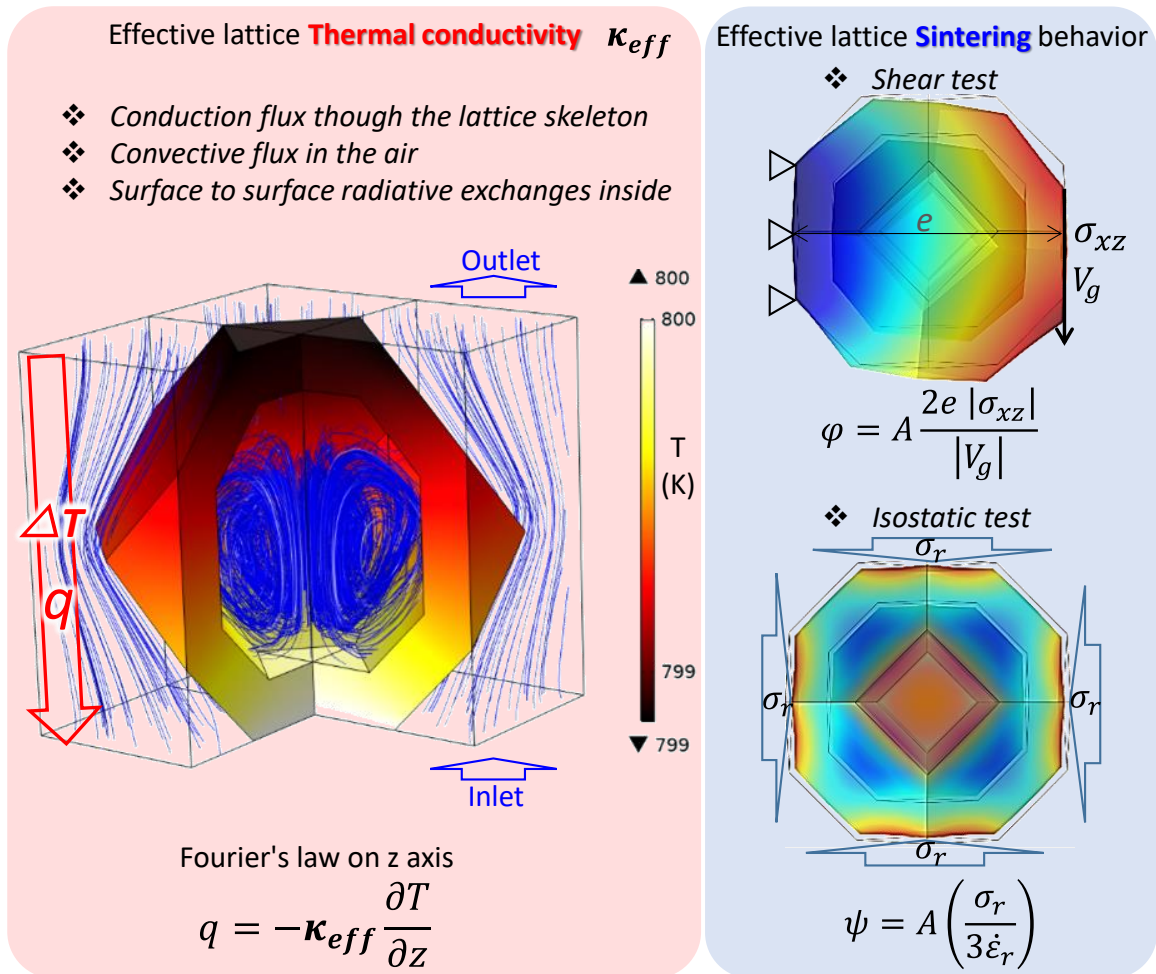 Effective lattice Thermal conductivity κ_eff
❖ Conduction flux though the lattice skeleton
❖ Convective flux in the air
❖ Surface to surface radiative exchanges inside
Outlet
800
800
T
(K)
799
799
ΔT
q
Inlet
Fourier's law on z axis
q = −κ_eff ∂T/∂z
Effective lattice Sintering behavior
❖ Shear test
e
σ_xz
V_g
φ = A 2e |σ_xz| / |V_g|
❖ Isostatic test
σ_r
σ_r
σ_r
σ_r
ψ = A (σ_r / 3ε̇_r)